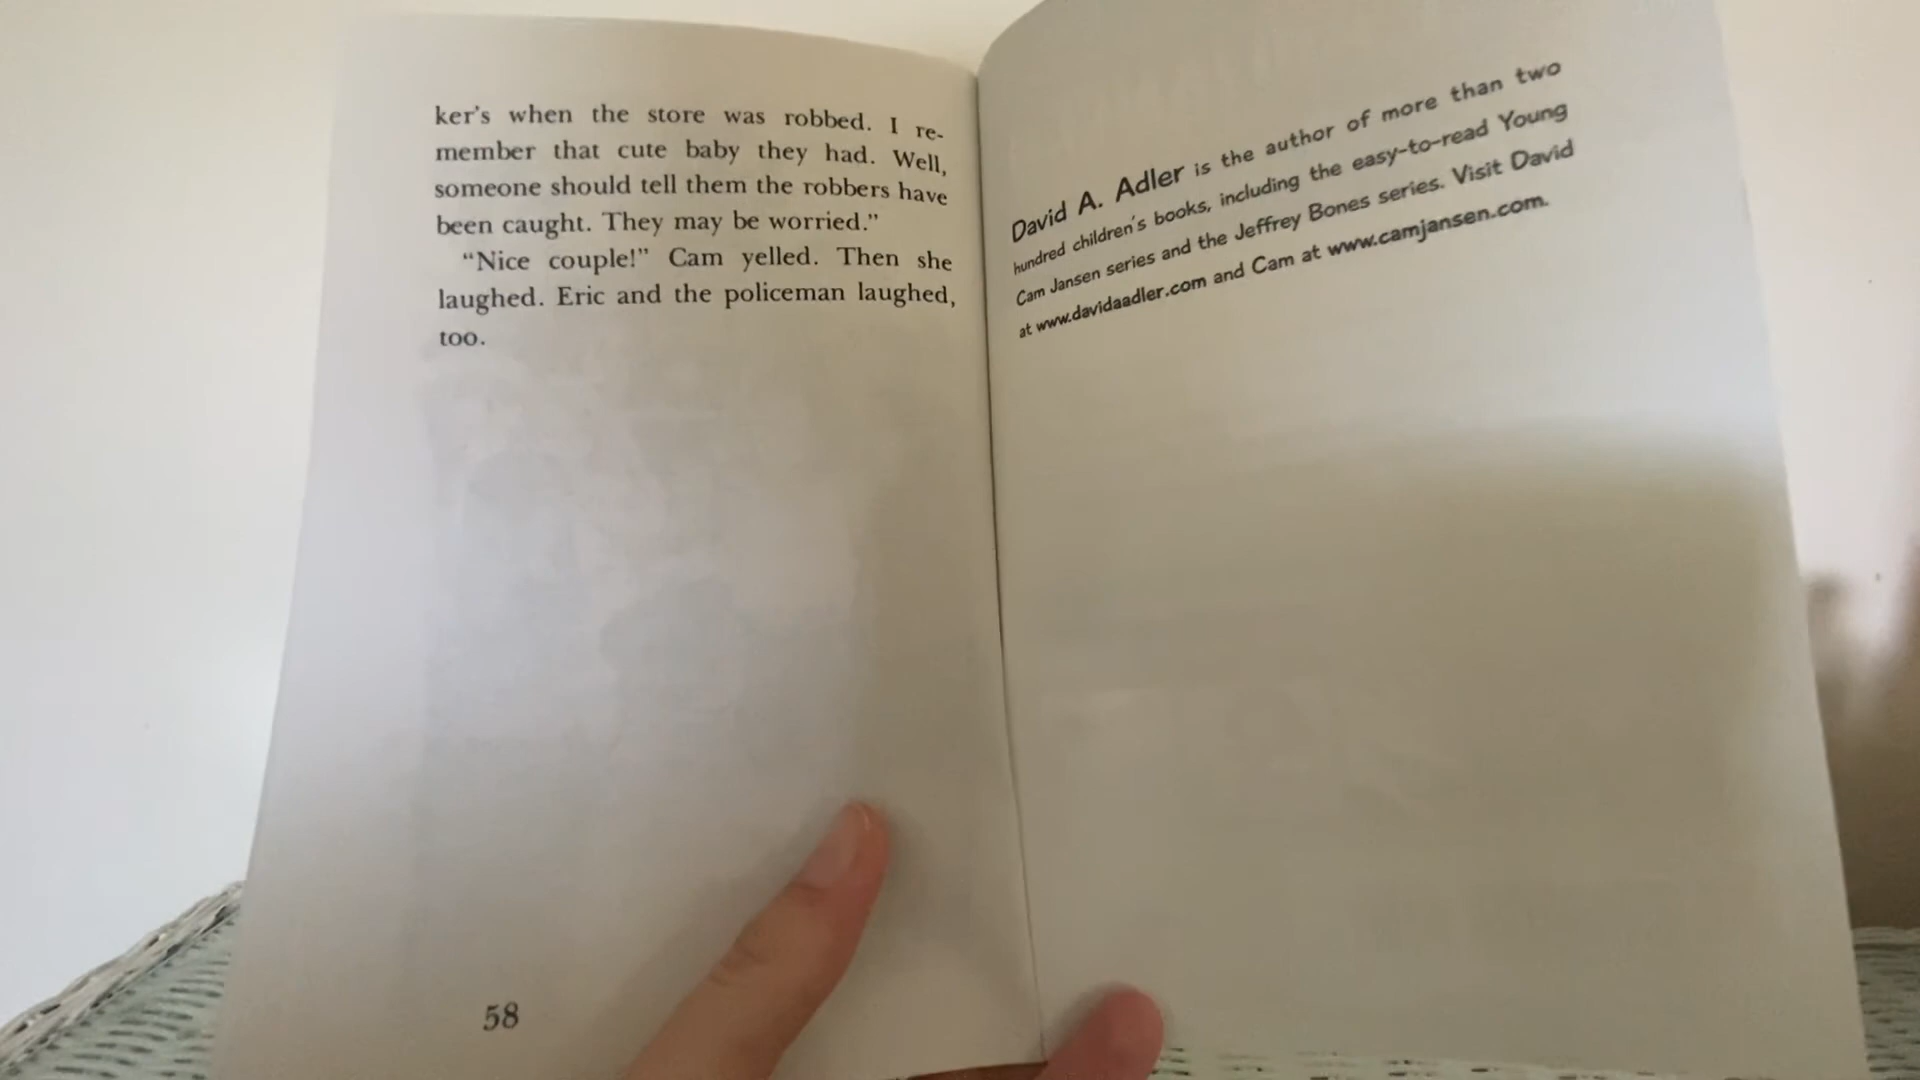 ker's when the store was robbed. I re-
member that cute baby they had. Well,
someone should tell them the robbers have
been caught. They may be worried."
"Nice couple!" Cam yelled. Then she
laughed. Eric and the policeman laughed,
too.
58
David A. Adler is the author of more than two
hundred children's books, including the easy-to-read Young
Cam Jansen series and the Jeffrey Bones series. Visit David
at www.davidaadler.com and Cam at www.camjansen.com.